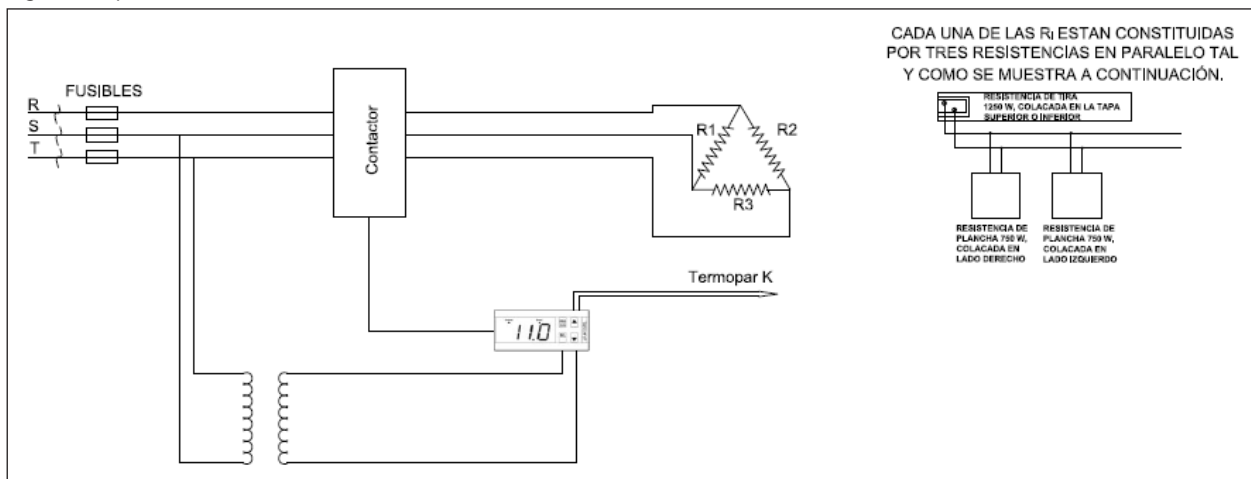 CADA UNA DE LAS Ri ESTAN CONSTITUIDAS
POR TRES RESISTENCIAS EN PARALELO TAL
Y COMO SE MUESTRA A CONTINUACIÓN.
FUSIBLES
R
S
T
Contactor
R1
R2
R3
RESISTENCIA DE TIRA
1250 W, COLACADA EN LA TAPA
SUPERIOR O INFERIOR
RESISTENCIA DE
PLANCHA 750 W,
COLACADA EN
LADO DERECHO
RESISTENCIA DE
PLANCHA 750 W,
COLACADA EN
LADO IZQUIERDO
Termopar K
11.0